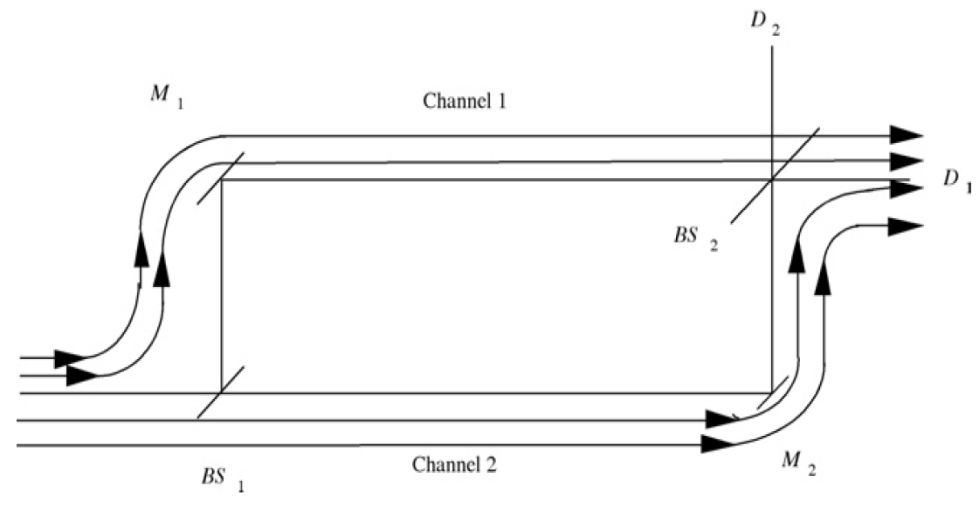 D 2
M 1
Channel 1
D 1
BS 2
Channel 2
M 2
BS 1